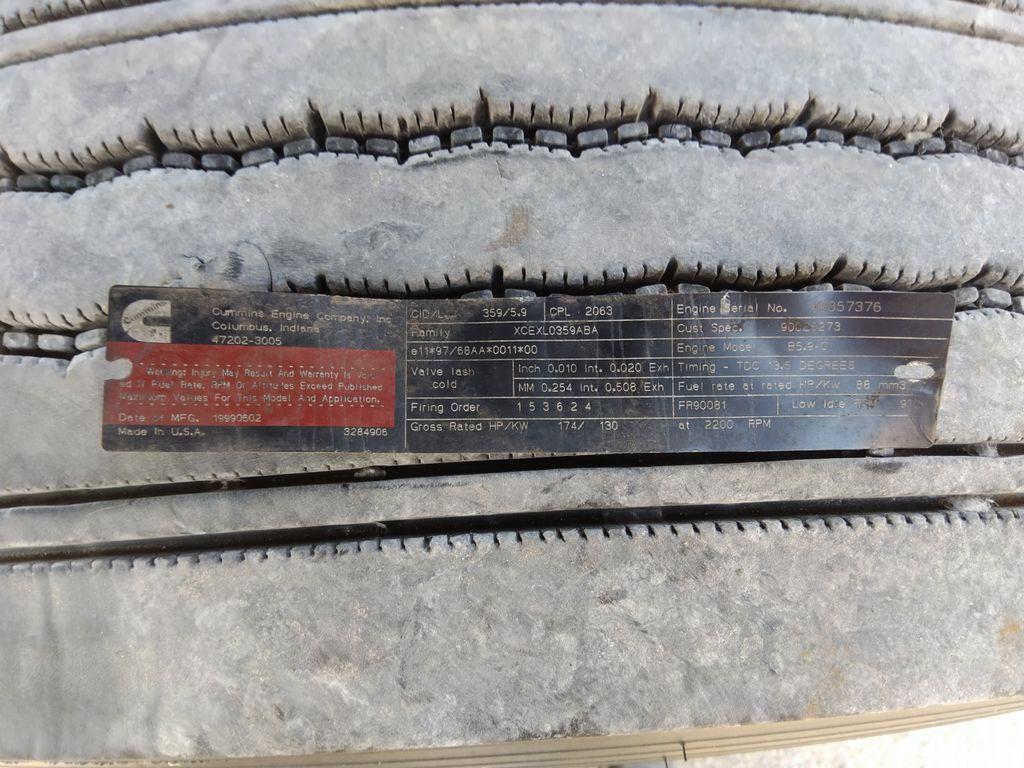 Cummins Engine Company, Inc
Columbus, Indiana
47202-3005
Warning: Injury May Result And Warranty Is Void
ed If Fuel Rate, RPM Or Altitudes Exceed Published
Maximum Values For This Model And Application.
Date of MFG. 19990602
Made In U.S.A. 3284906
359/5.9 CPL 2063
Family XCEXL0359ABA
e11*97/68AA*0011*00
Valve lash cold
Inch 0.010 Int. 0.020 Exh
MM 0.254 Int. 0.508 Exh
Firing Order 1 5 3 6 2 4
Gross Rated HP/KW 174/ 130 at 2200 RPM
Engine Serial No.
Cust Spec.
Engine Model
Timing - TDC 13.5 DEGREES
Fuel rate at rated HP/Kw
FR90081 Low Idle